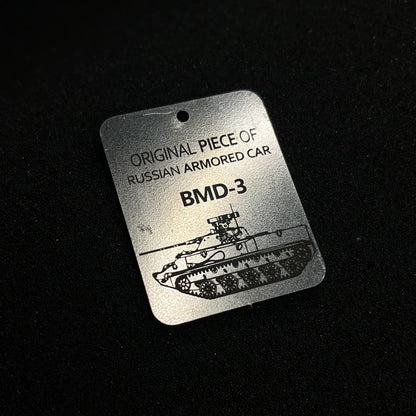 ORIGINAL PIECE OF
RUSSIAN ARMORED CAR
BMD-3